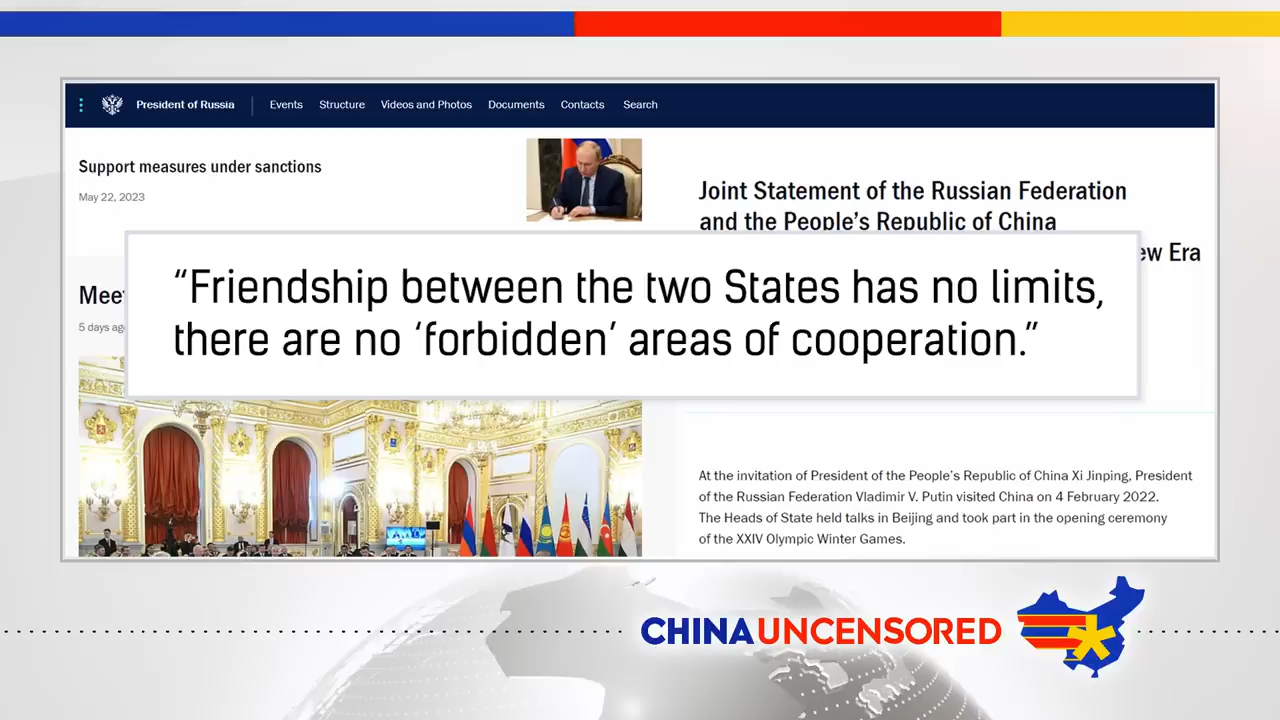 President of Russia
Events Structure Videos and Photos Documents Contacts Search
Support measures under sanctions
May 22, 2023
Joint Statement of the Russian Federation
and the People's Republic of China
ew Era
Mee
5 days ag
“Friendship between the two States has no limits,
there are no ‘forbidden’ areas of cooperation.”
At the invitation of President of the People's Republic of China Xi Jinping, President
of the Russian Federation Vladimir V. Putin visited China on 4 February 2022.
The Heads of State held talks in Beijing and took part in the opening ceremony
of the XXIV Olympic Winter Games.
CHINA UNCENSORED